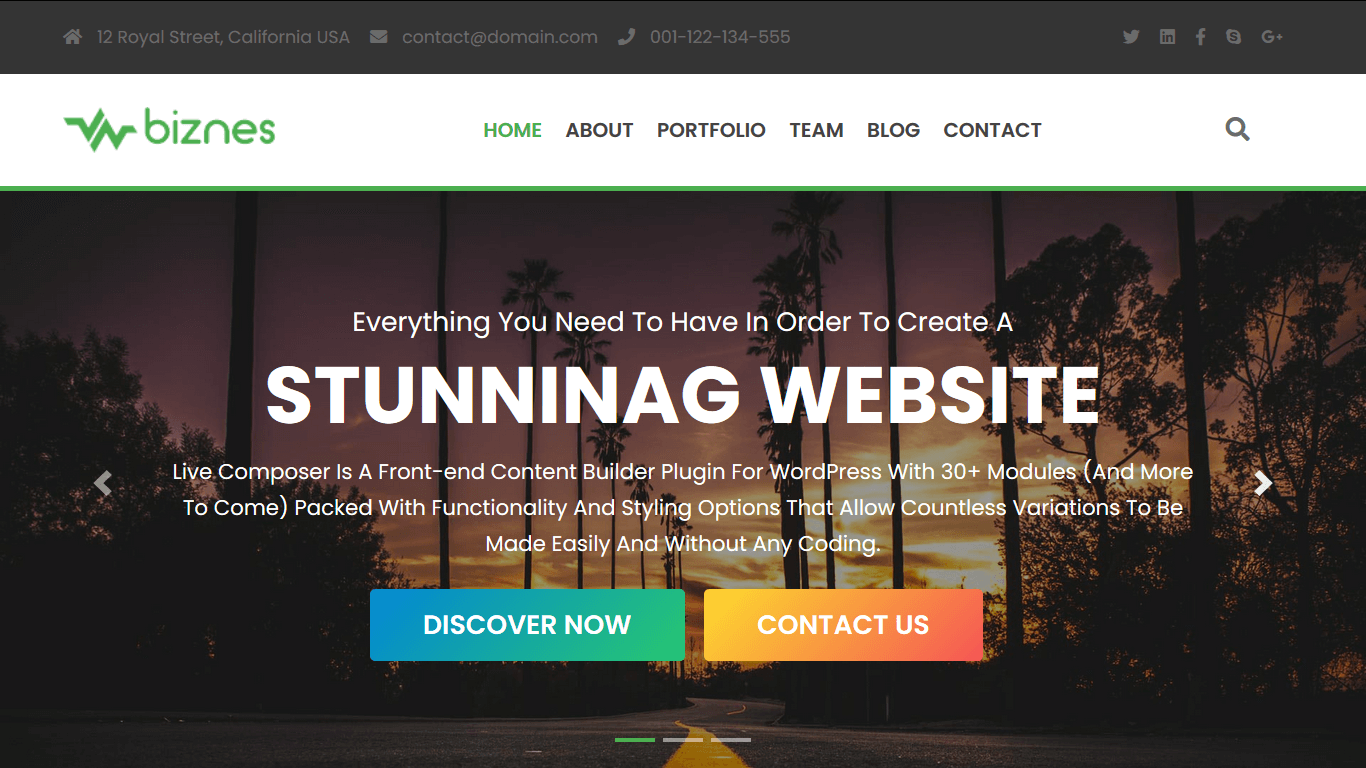 12 Royal Street, California USA contact@domain.com 001-122-134-555
biznes
HOME ABOUT PORTFOLIO TEAM BLOG CONTACT
Everything You Need To Have In Order To Create A
STUNNINAG WEBSITE
Live Composer Is A Front-end Content Builder Plugin For WordPress With 30+ Modules (And More
To Come) Packed With Functionality And Styling Options That Allow Countless Variations To Be
Made Easily And Without Any Coding.
DISCOVER NOW CONTACT US